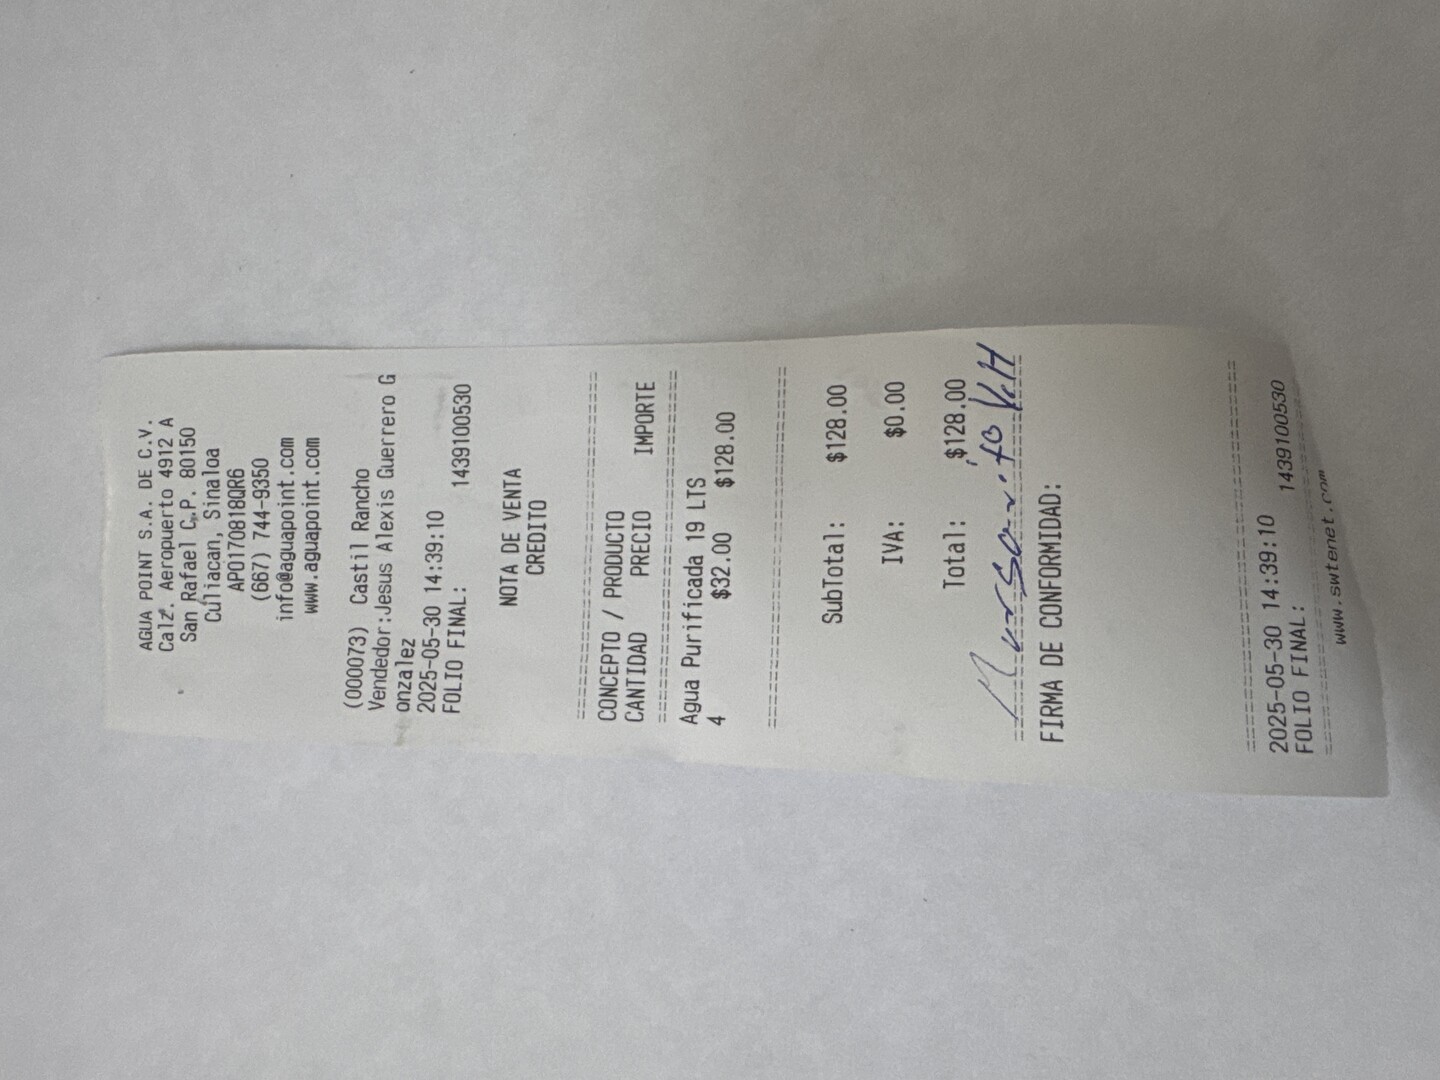 AGUA POINT S.A. DE C.V.
Calzª. Aeropuerto 4912 A
San Rafael C.P. 80150
Culiacan, Sinaloa
APO170818QR6
(667) 744-9350
info@aguapoint.com
www.aguapoint.com
(000073) Castil Rancho
Vendedor:Jesus Alexis Guerrero G
onzalez
2025-05-30 14:39:10
FOLIO FINAL: 1439100530
NOTA DE VENTA
CREDITO
CONCEPTO / PRODUCTO
CANTIDAD PRECIO IMPORTE
Agua Purificada 19 LTS
4 $32.00 $128.00
SubTotal: $128.00
IVA: $0.00
Total: $128.00
FIRMA DE CONFORMIDAD:
2025-05-30 14:39:10
FOLIO FINAL: 1439100530
www.swtenet.com